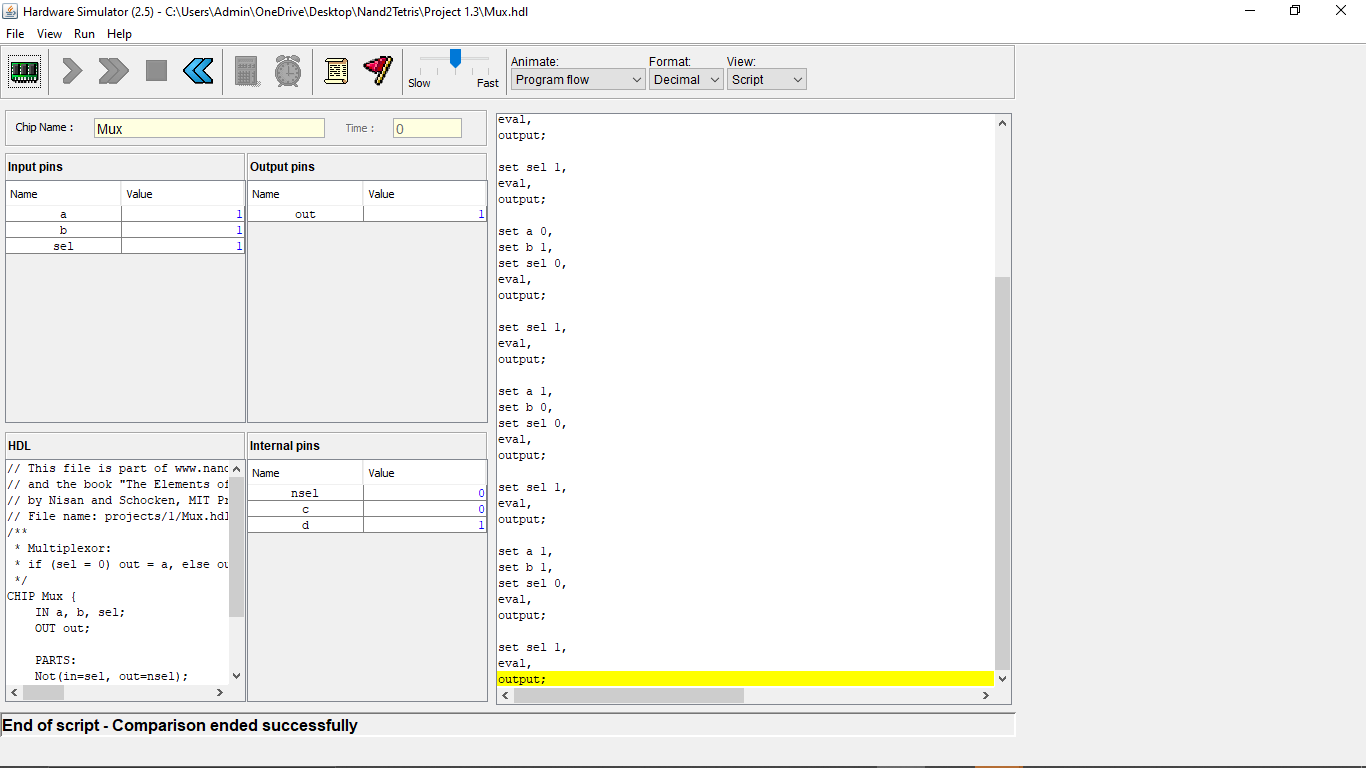 Hardware Simulator (2.5) - C:\Users\Admin\OneDrive\Desktop\Nand2Tetris\Project 1.3\Mux.hdl
File View Run Help
Slow Fast
Animate: Format: View:
Program flow Decimal Script
Chip Name : Mux Time : 0
Input pins
Name Value
a 1
b 1
sel 1
Output pins
Name Value
out 1
HDL
// This file is part of www.nand
// and the book "The Elements of
// by Nisan and Schocken, MIT Pr
// File name: projects/1/Mux.hdl
/**
* Multiplexor:
* if (sel = 0) out = a, else ou
*/
CHIP Mux {
IN a, b, sel;
OUT out;
PARTS:
Not(in=sel, out=nsel);
Internal pins
Name Value
nsel 0
c 0
d 1
eval,
output;
set sel 1,
eval,
output;
set a 0,
set b 1,
set sel 0,
eval,
output;
set sel 1,
eval,
output;
set a 1,
set b 0,
set sel 0,
eval,
output;
set sel 1,
eval,
output;
set a 1,
set b 1,
set sel 0,
eval,
output;
set sel 1,
eval,
output;
End of script - Comparison ended successfully